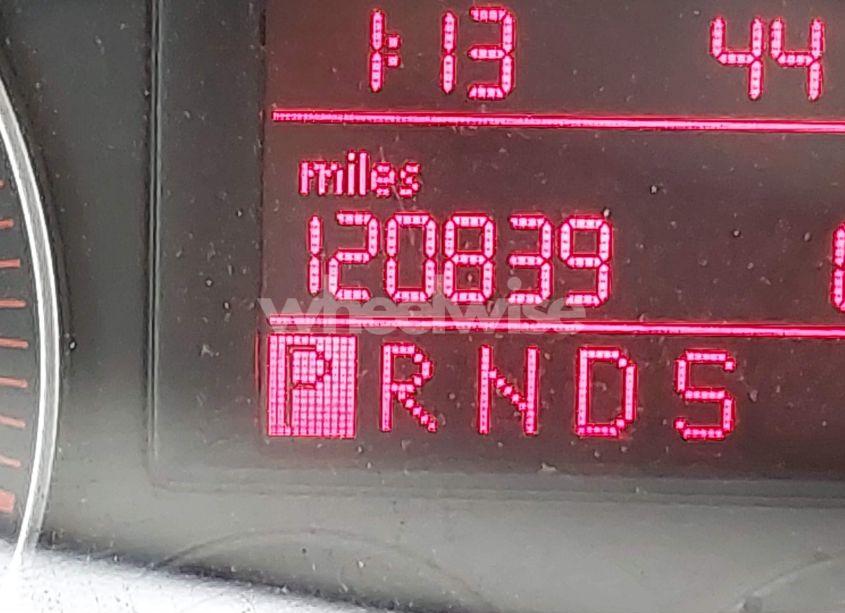 1:13 44
miles
120839
wheelwise
P R N D S